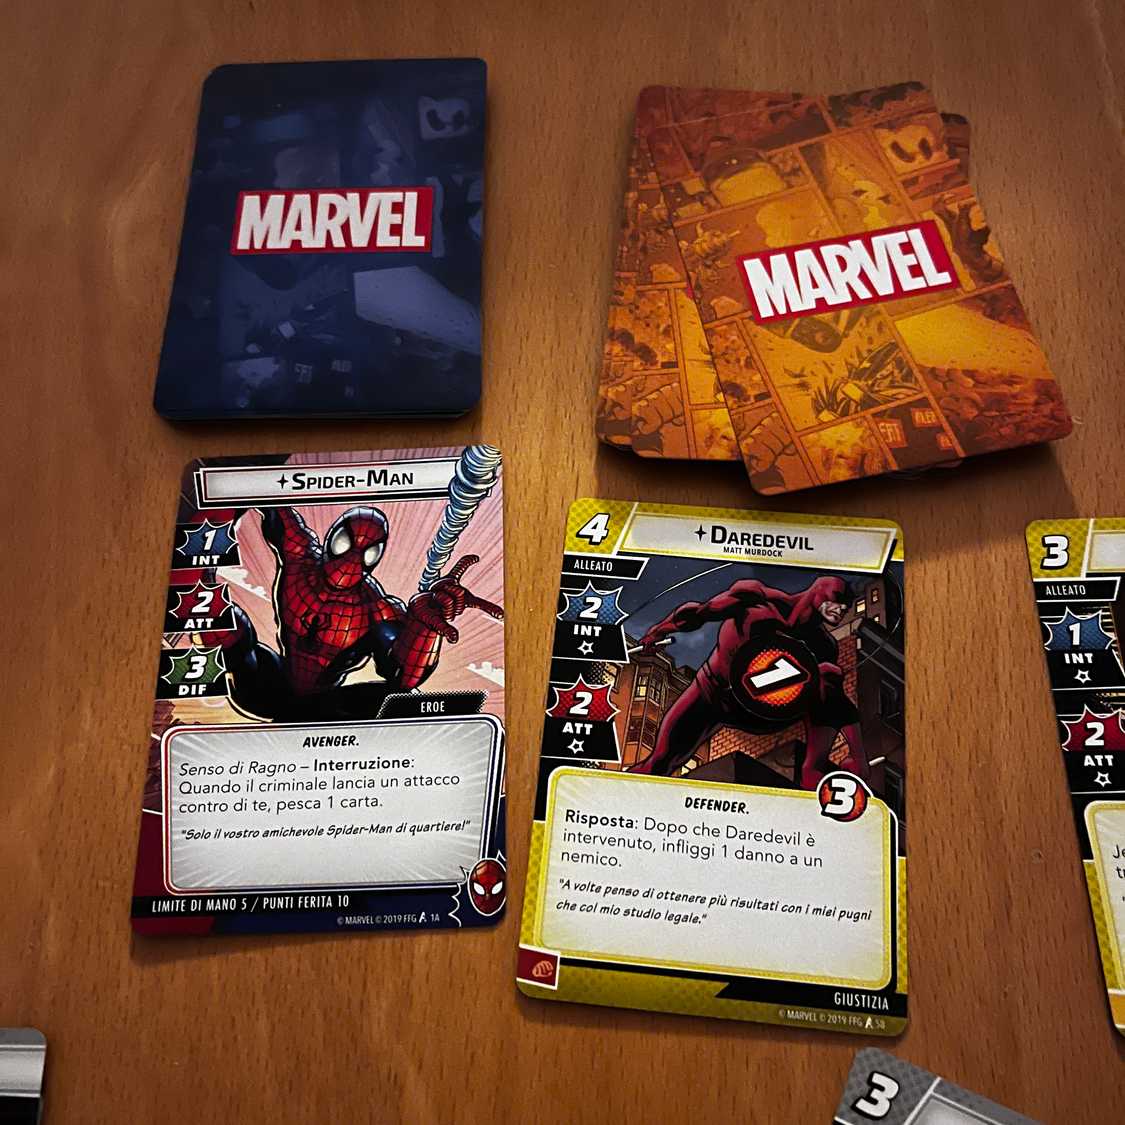 MARVEL
MARVEL
SPIDER-MAN
1
INT
2
ATT
3
DIF
EROE
AVENGER.
Senso di Ragno – Interruzione:
Quando il criminale lancia un attacco
contro di te, pesca 1 carta.
"Solo il vostro amichevole Spider-Man di quartiere!"
LIMITE DI MANO 5 / PUNTI FERITA 10
© MARVEL © 2019 FFG 1A
4
DAREDEVIL
MATT MURDOCK
ALLEATO
2
INT
2
ATT
1
3
DEFENDER.
Risposta: Dopo che Daredevil è
intervenuto, infliggi 1 danno a un
nemico.
"A volte penso di ottenere più risultati con i miei pugni
che col mio studio legale."
GIUSTIZIA
© MARVEL © 2019 FFG 58
3
ALLEATO
1
INT
2
ATT
3